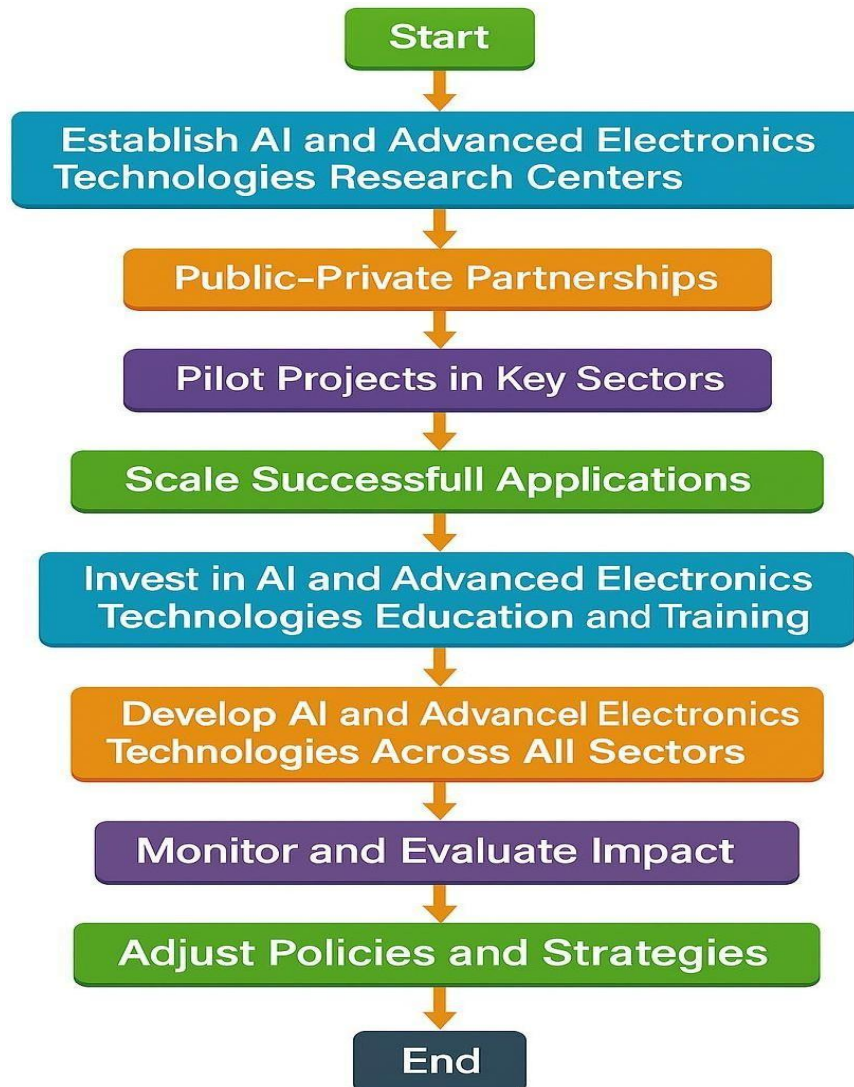 Start
Establish AI and Advanced Electronics
Technologies Research Centers
Public–Private Partnerships
Pilot Projects in Key Sectors
Scale Successfull Applications
Invest in AI and Advanced Electronics
Technologies Education and Training
Develop AI and Advancel Electronics
Technologies Across All Sectors
Monitor and Evaluate Impact
Adjust Policies and Strategies
End